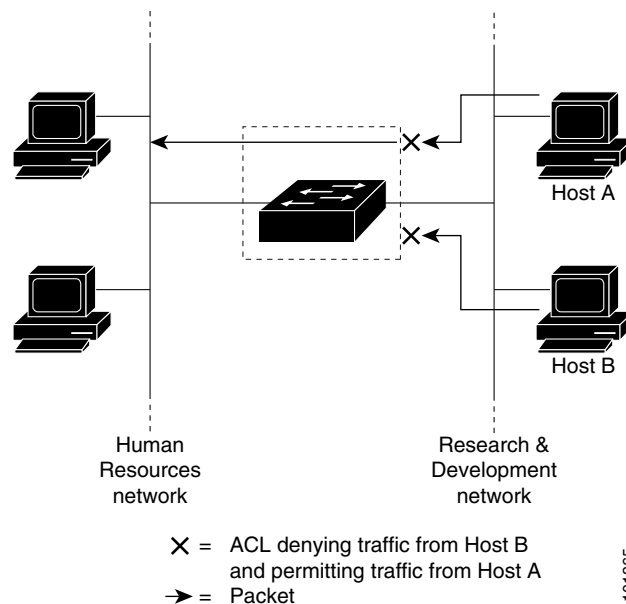 Host A
Host B
Human
Resources
network
Research &
Development
network
X = ACL denying traffic from Host B
and permitting traffic from Host A
→ = Packet